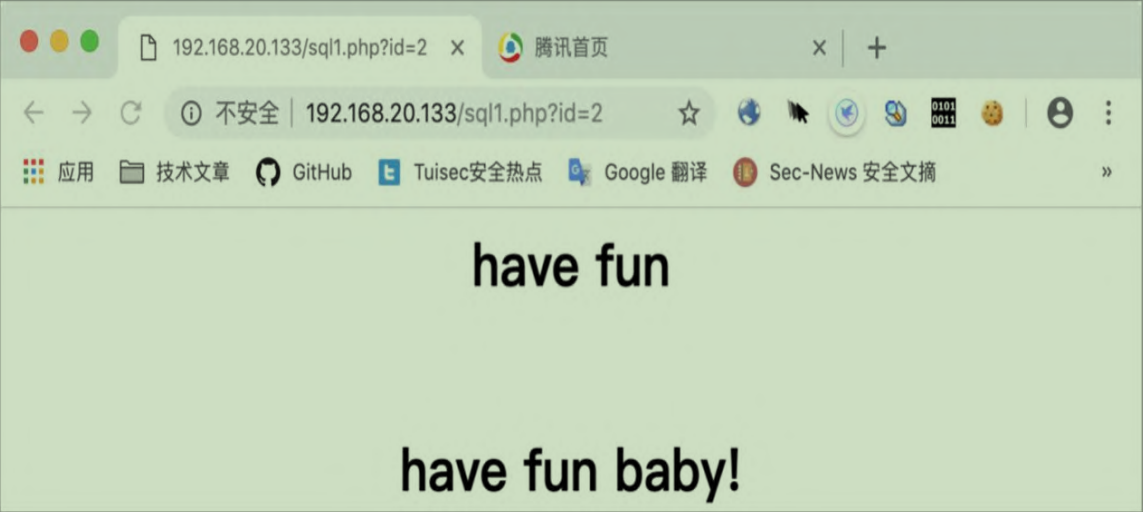 192.168.20.133/sql1.php?id=2 腾讯首页
不安全 192.168.20.133/sql1.php?id=2
0101
0011
应用 技术文章 GitHub Tuisec安全热点 Google 翻译 Sec-News 安全文摘 »
have fun
have fun baby!